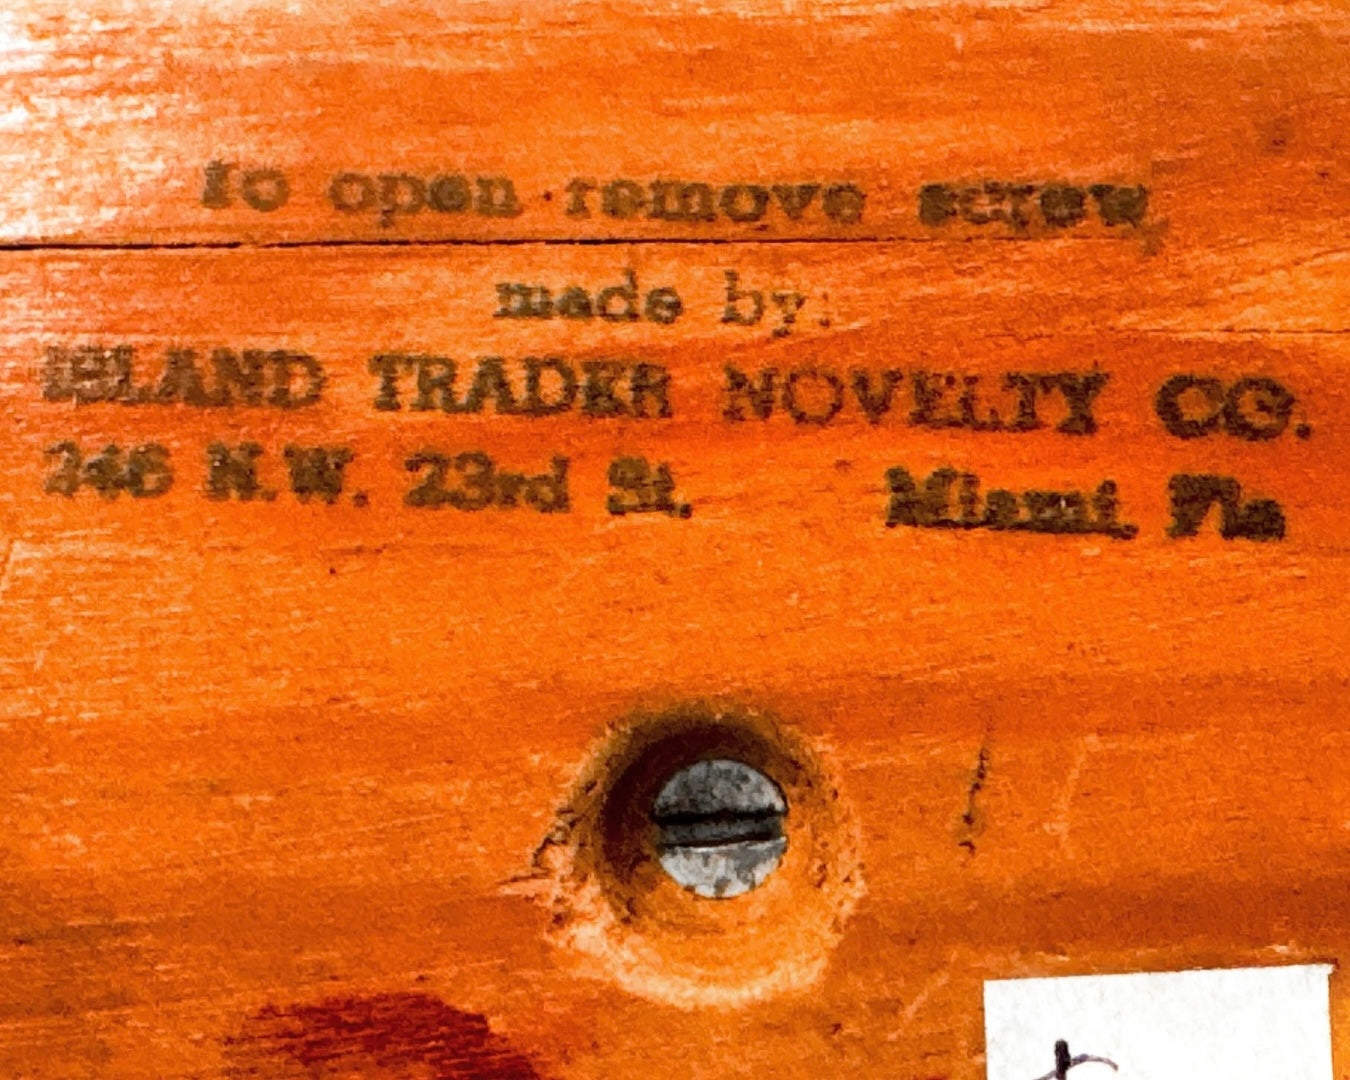 To open remove screw,
made by:
ISLAND TRADER NOVELTY CO.
346 N.W. 23rd St. Miami, Fla